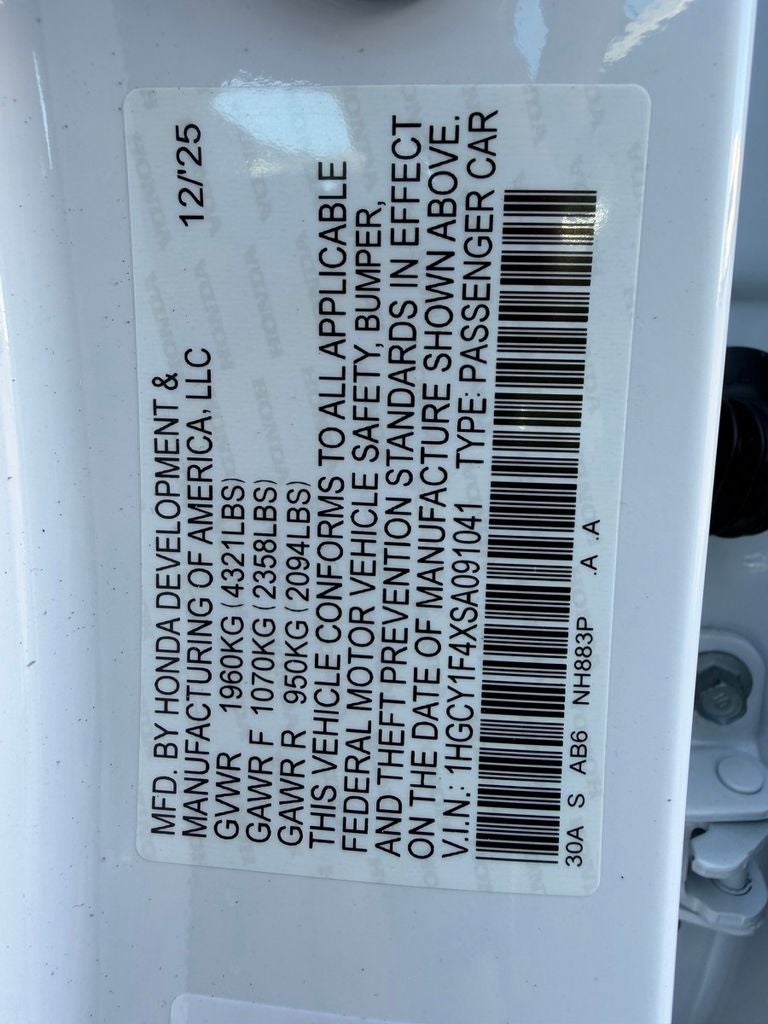 MFD. BY HONDA DEVELOPMENT &
MANUFACTURING OF AMERICA, LLC 12/'25
GVWR 1960KG (4321LBS)
GAWR F 1070KG (2358LBS)
GAWR R 950KG (2094LBS)
THIS VEHICLE CONFORMS TO ALL APPLICABLE
FEDERAL MOTOR VEHICLE SAFETY, BUMPER,
AND THEFT PREVENTION STANDARDS IN EFFECT
ON THE DATE OF MANUFACTURE SHOWN ABOVE.
V.I.N.: 1HGCY1F4XSA091041 TYPE: PASSENGER CAR
30A S AB6 NH883P .A .A